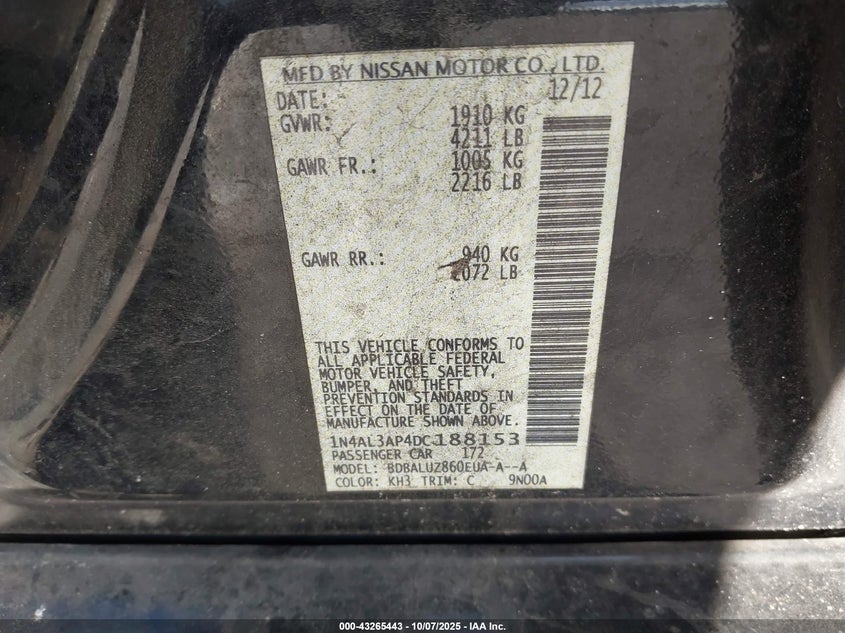 MFD BY NISSAN MOTOR CO., LTD.
DATE: 12/12
GVWR: 1910 KG
4211 LB
GAWR FR.: 1005 KG
2216 LB
GAWR RR.: 940 KG
2072 LB
THIS VEHICLE CONFORMS TO
ALL APPLICABLE FEDERAL
MOTOR VEHICLE SAFETY,
BUMPER, AND THEFT
PREVENTION STANDARDS IN
EFFECT ON THE DATE OF
MANUFACTURE SHOWN ABOVE.
1N4AL3AP4DC188153
PASSENGER CAR 172
MODEL: BDBALUZ860EUA-A--A
COLOR: KH3 TRIM: C 9N00A
000-43265443 - 10/07/2025 - IAA Inc.